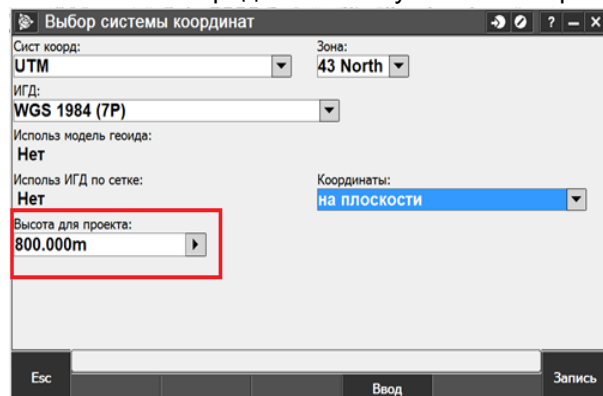 Выбор системы координат
? – ×
Сист коорд:
Зона:
UTM
43 North
ИГД:
WGS 1984 (7P)
Использ модель геоида:
Нет
Использ ИГД по сетке:
Координаты:
Нет
на плоскости
Высота для проекта:
800.000m
Esc
Ввод
Запись